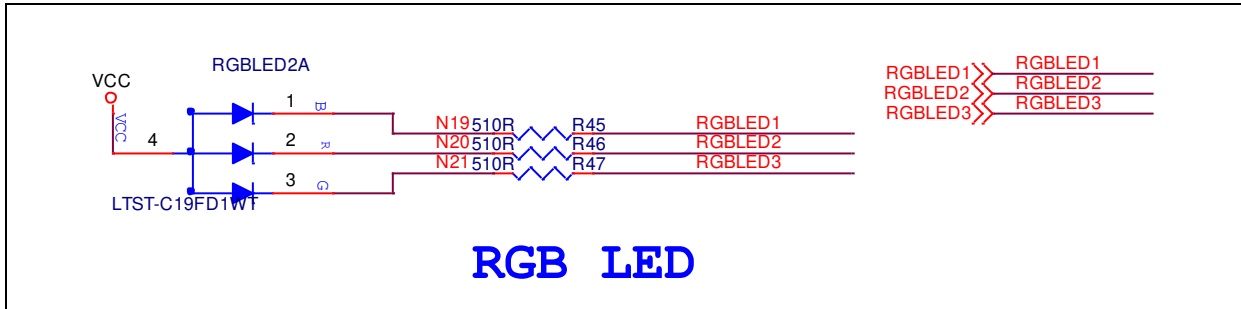 RGBLED2A
VCC
VCC
4
1
B
2
R
3
G
LTST-C19FD1WT
N19 510R R45 RGBLED1
N20 510R R46 RGBLED2
N21 510R R47 RGBLED3
RGBLED1 RGBLED1
RGBLED2 RGBLED2
RGBLED3 RGBLED3
RGB LED